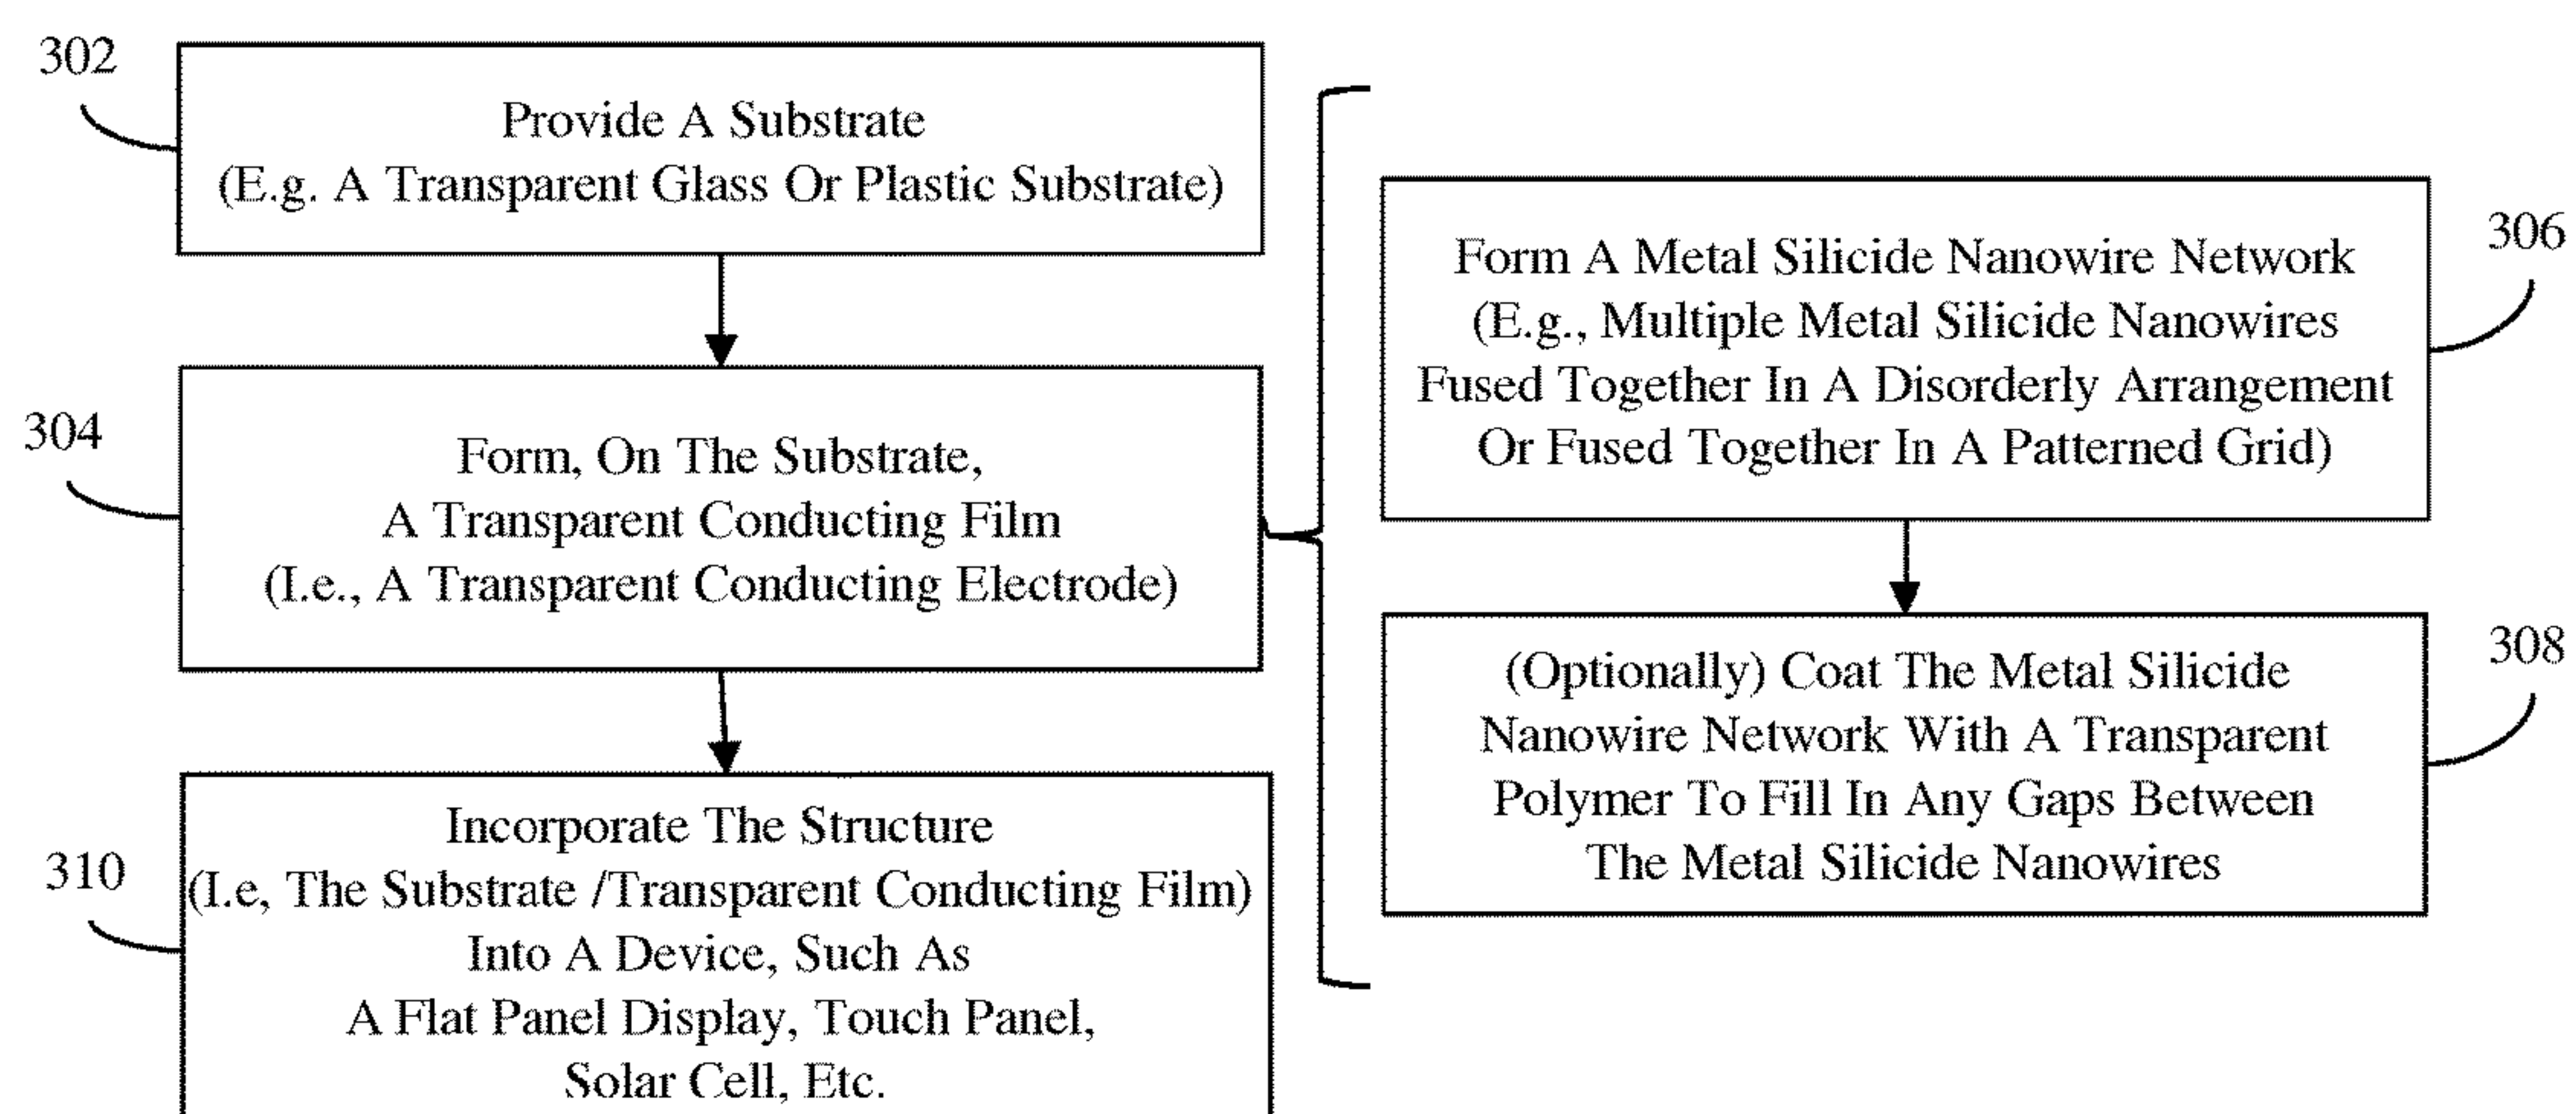 302
Provide A Substrate
(E.g. A Transparent Glass Or Plastic Substrate)
304
Form, On The Substrate,
A Transparent Conducting Film
(I.e., A Transparent Conducting Electrode)
306
Form A Metal Silicide Nanowire Network
(E.g., Multiple Metal Silicide Nanowires
Fused Together In A Disorderly Arrangement
Or Fused Together In A Patterned Grid)
308
(Optionally) Coat The Metal Silicide
Nanowire Network With A Transparent
Polymer To Fill In Any Gaps Between
The Metal Silicide Nanowires
310
Incorporate The Structure
(I.e, The Substrate /Transparent Conducting Film)
Into A Device, Such As
A Flat Panel Display, Touch Panel,
Solar Cell, Etc.